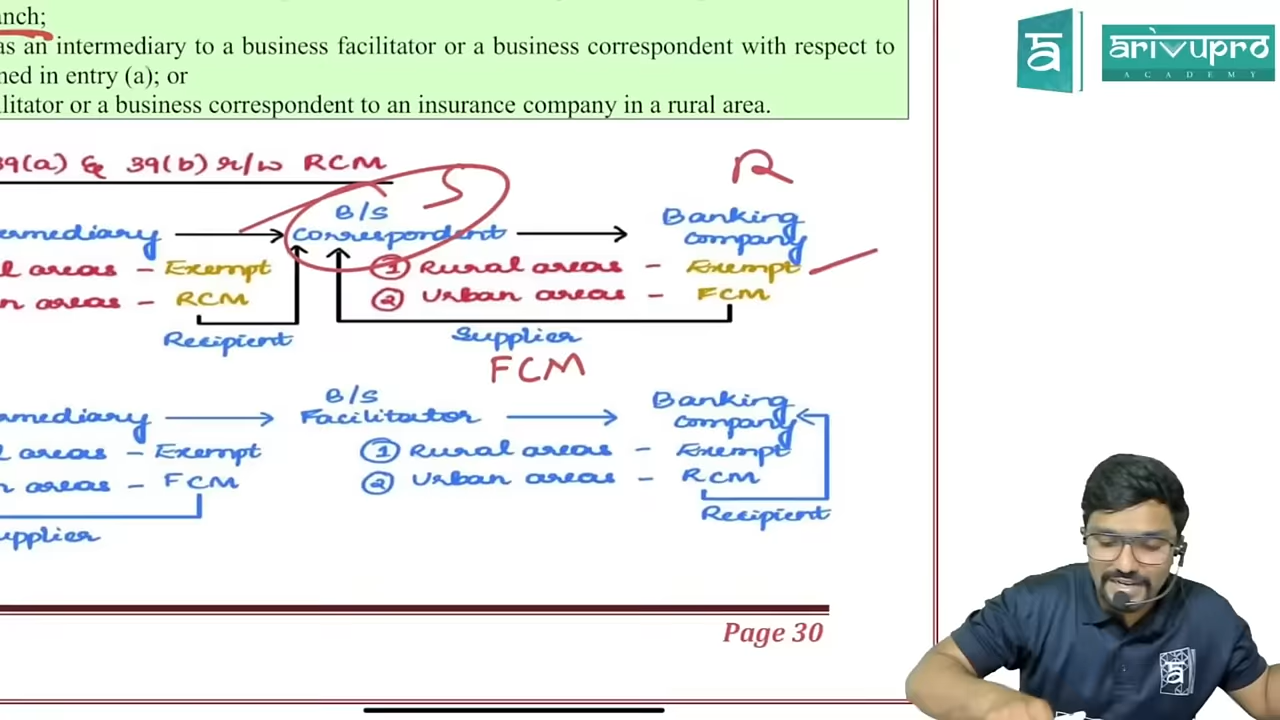 anch;
as an intermediary to a business facilitator or a business correspondent with respect to
ned in entry (a); or
ilitator or a business correspondent to an insurance company in a rural area.
arivupro
ACADEMY
39(a) & 39(b) r/w RCM
S
R
ermediary → B/S Correspondent → Banking Company
al areas - Exempt
n areas - RCM
Recipient
① Rural areas - Exempt
② Urban areas - FCM
Supplier
FCM
ermediary → B/S Facilitator → Banking Company
l areas - Exempt
n areas - FCM
upplier
① Rural areas - Exempt
② Urban areas - RCM
Recipient
Page 30